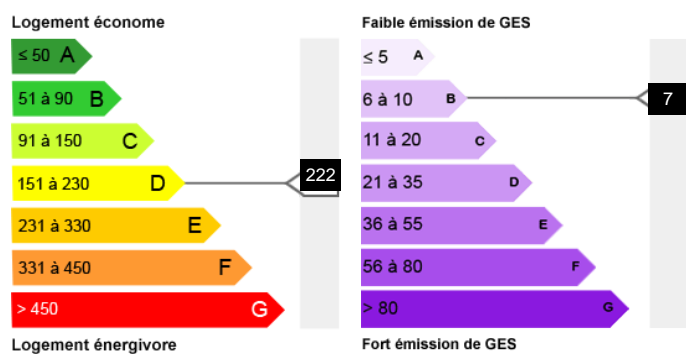 Logement économe
≤ 50 A
51 à 90 B
91 à 150 C
151 à 230 D
222
231 à 330 E
331 à 450 F
> 450 G
Logement énergivore
Faible émission de GES
≤ 5 A
6 à 10 B
7
11 à 20 C
21 à 35 D
36 à 55 E
56 à 80 F
> 80 G
Fort émission de GES